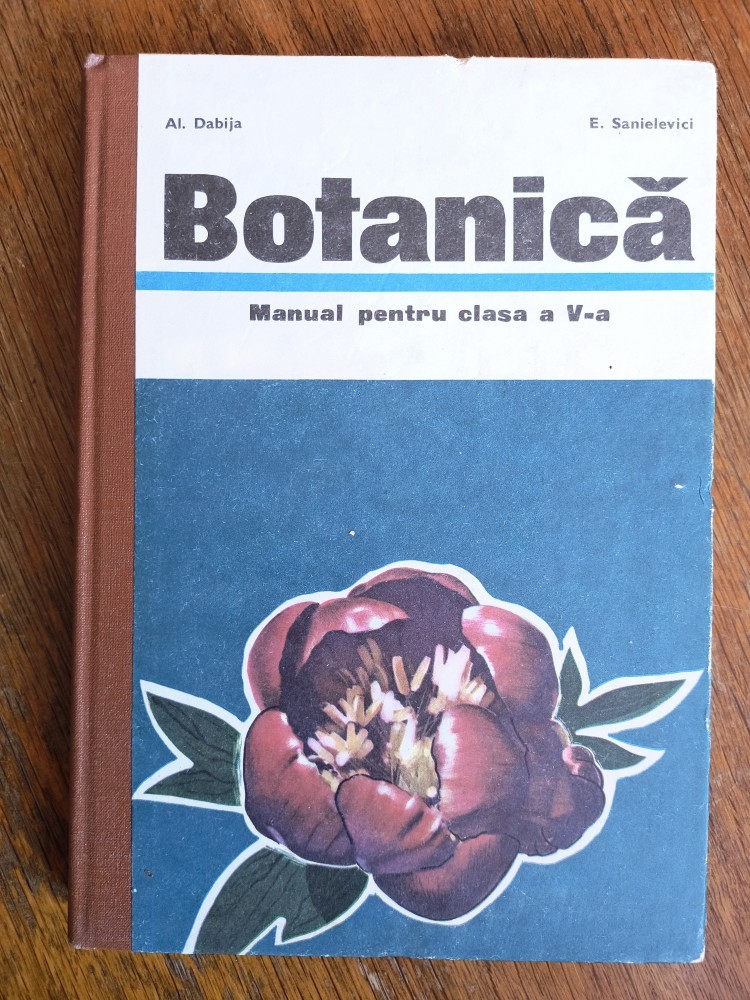 Al. Dabija E. Sanielevici
Botanică
Manual pentru clasa a V-a